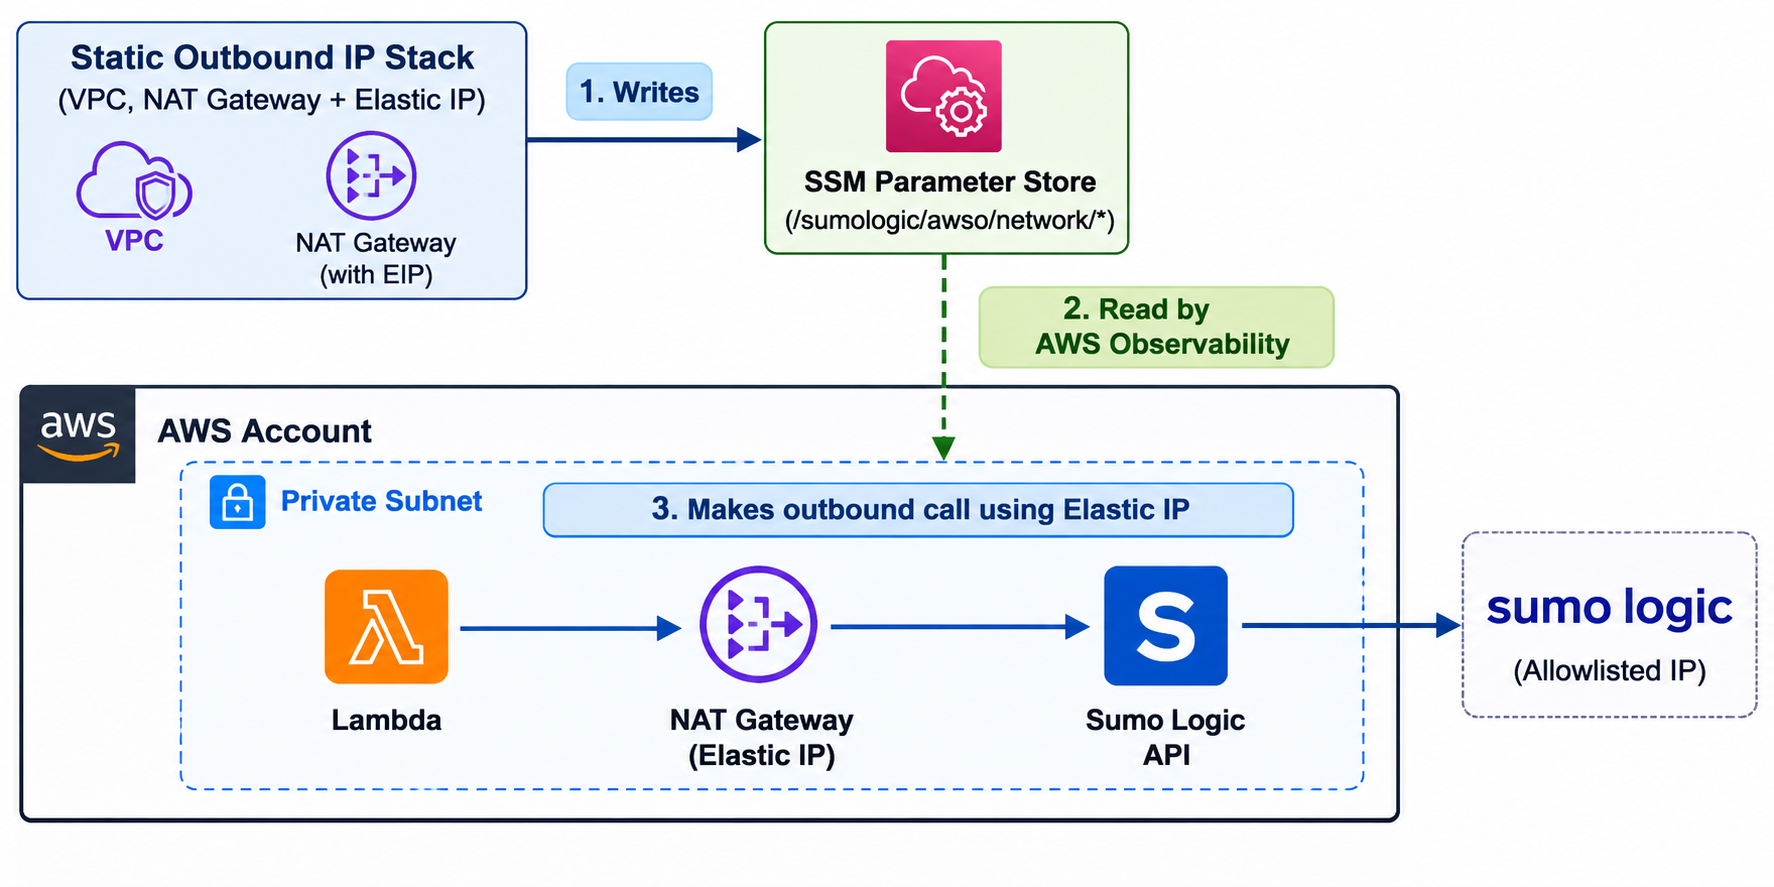 Static Outbound IP Stack
(VPC, NAT Gateway + Elastic IP)
VPC
NAT Gateway
(with EIP)
1. Writes
SSM Parameter Store
(/sumologic/awso/network/*)
2. Read by
AWS Observability
aws
AWS Account
Private Subnet
3. Makes outbound call using Elastic IP
Lambda
NAT Gateway
(Elastic IP)
S
Sumo Logic
API
sumo logic
(Allowlisted IP)